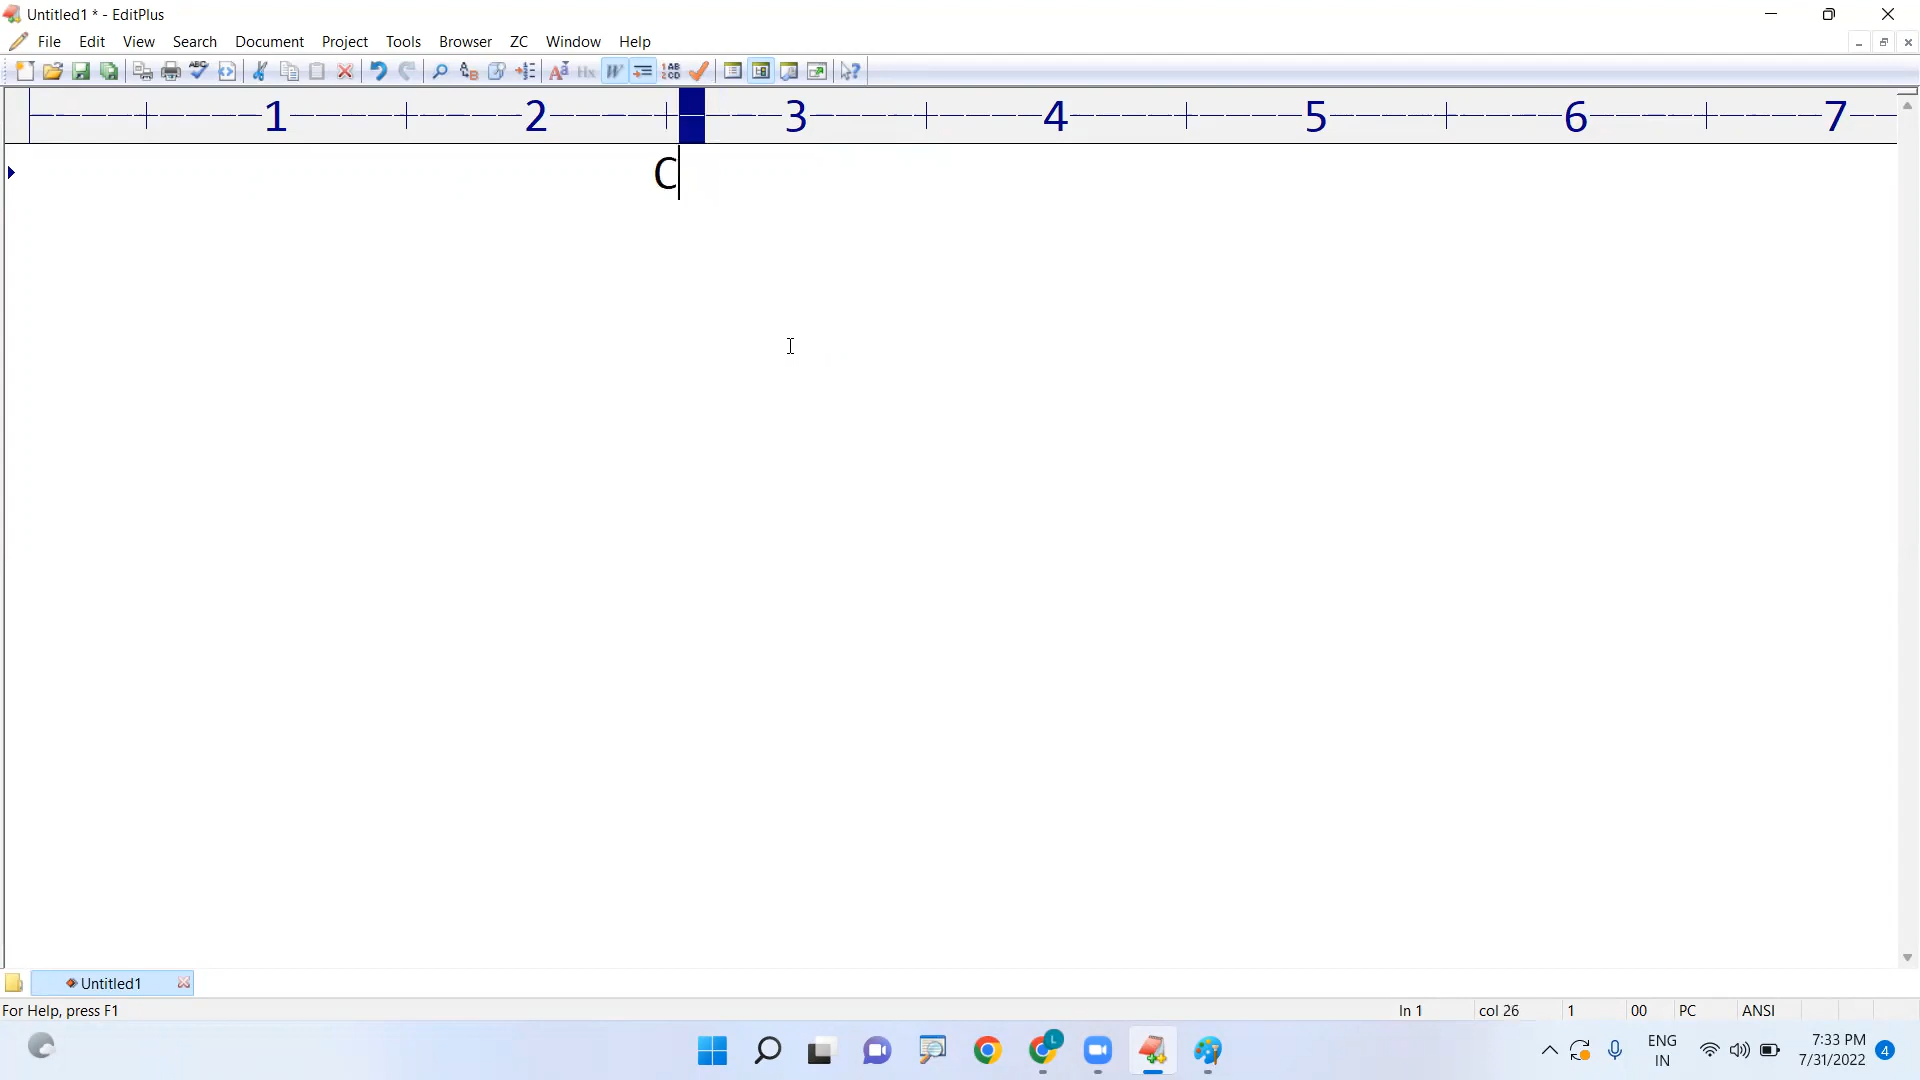 Untitled1 * - EditPlus
File Edit View Search Document Project Tools Browser ZC Window Help
1 2 3 4 5 6 7
C
Untitled1
For Help, press F1 ln 1 col 26 1 00 PC ANSI
ENG 7:33 PM
IN 7/31/2022 4